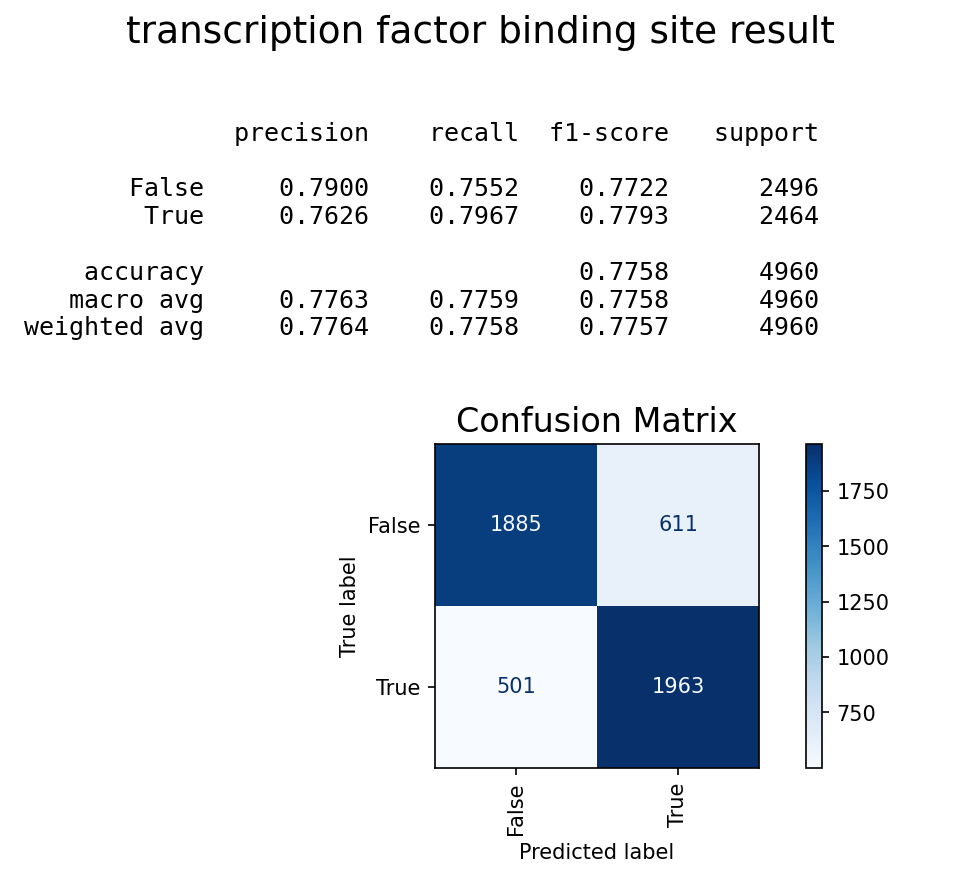 transcription factor binding site result
precision recall f1-score support
False 0.7900 0.7552 0.7722 2496
True 0.7626 0.7967 0.7793 2464
accuracy 0.7758 4960
macro avg 0.7763 0.7759 0.7758 4960
weighted avg 0.7764 0.7758 0.7757 4960
Confusion Matrix
1885 611
501 1963
False
True
True label
False True
Predicted label
1750
1500
1250
1000
750